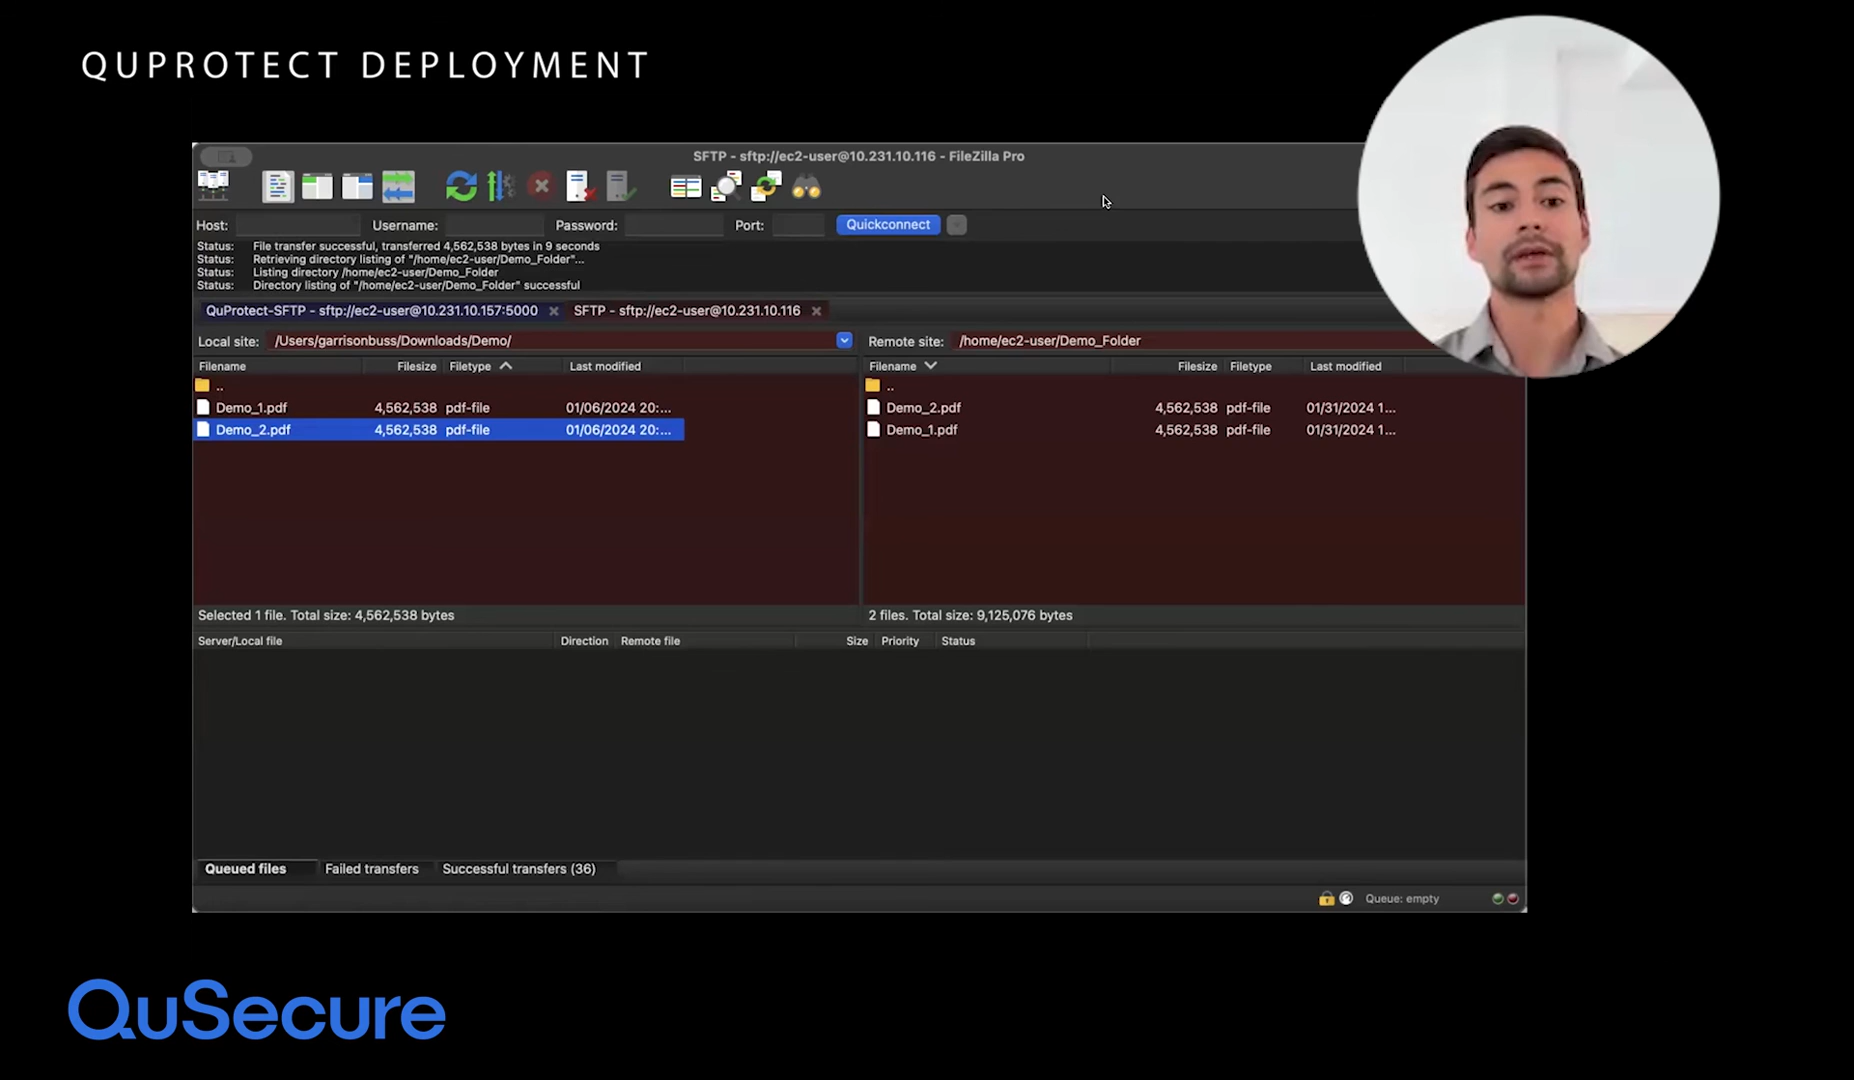 QUPROTECT DEPLOYMENT
SFTP - sftp://ec2-user@10.231.10.116 - FileZilla Pro
Host: Username: Password: Port: Quickconnect
Status: File transfer successful, transferred 4,562,538 bytes in 9 seconds
Status: Retrieving directory listing of "/home/ec2-user/Demo_Folder"...
Status: Listing directory /home/ec2-user/Demo_Folder
Status: Directory listing of "/home/ec2-user/Demo_Folder" successful
QuProtect-SFTP - sftp://ec2-user@10.231.10.157:5000 SFTP - sftp://ec2-user@10.231.10.116
Local site: /Users/garrisonbuss/Downloads/Demo/ Remote site: /home/ec2-user/Demo_Folder
Filename Filesize Filetype Last modified Filename Filesize Filetype Last modified
.. ..
Demo_1.pdf 4,562,538 pdf-file 01/06/2024 20:... Demo_2.pdf 4,562,538 pdf-file 01/31/2024 1...
Demo_2.pdf 4,562,538 pdf-file 01/06/2024 20:... Demo_1.pdf 4,562,538 pdf-file 01/31/2024 1...
Selected 1 file. Total size: 4,562,538 bytes 2 files. Total size: 9,125,076 bytes
Server/Local file Direction Remote file Size Priority Status
Queued files Failed transfers Successful transfers (36)
Queue: empty
QuSecure